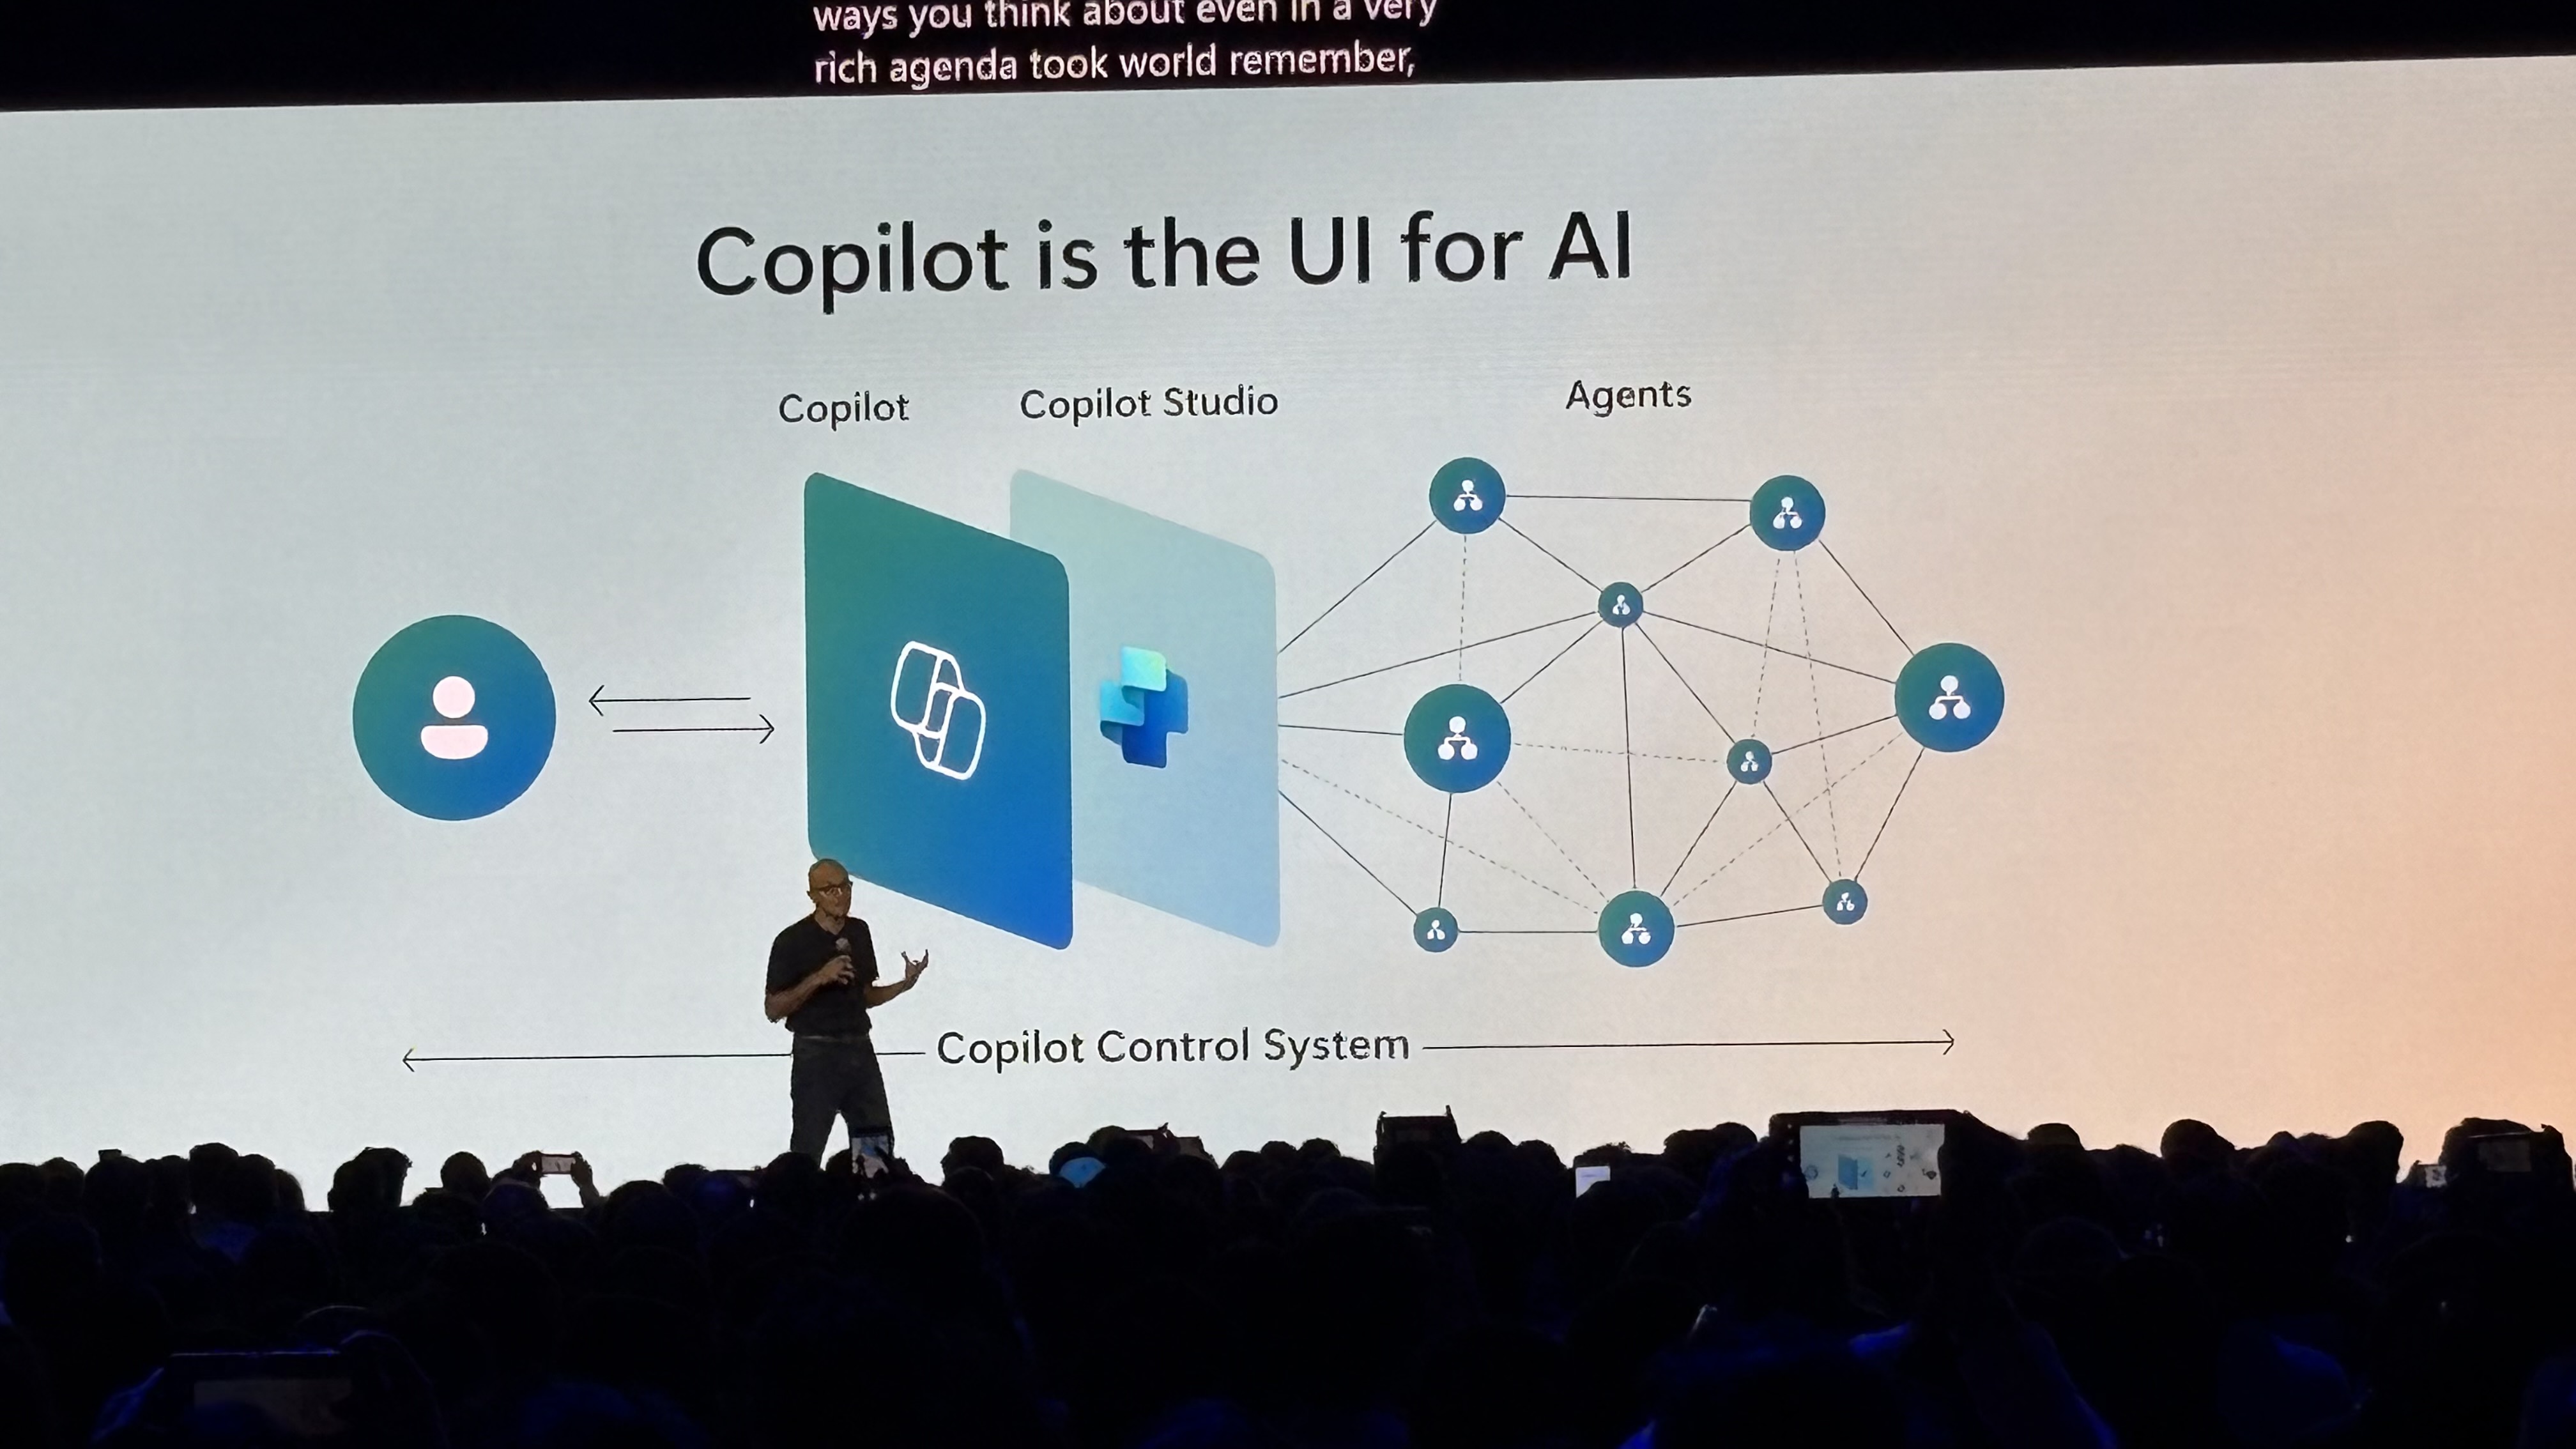 ways you think about even in a very
rich agenda took world remember,
Copilot is the UI for AI
Copilot
Copilot Studio
Agents
Copilot Control System